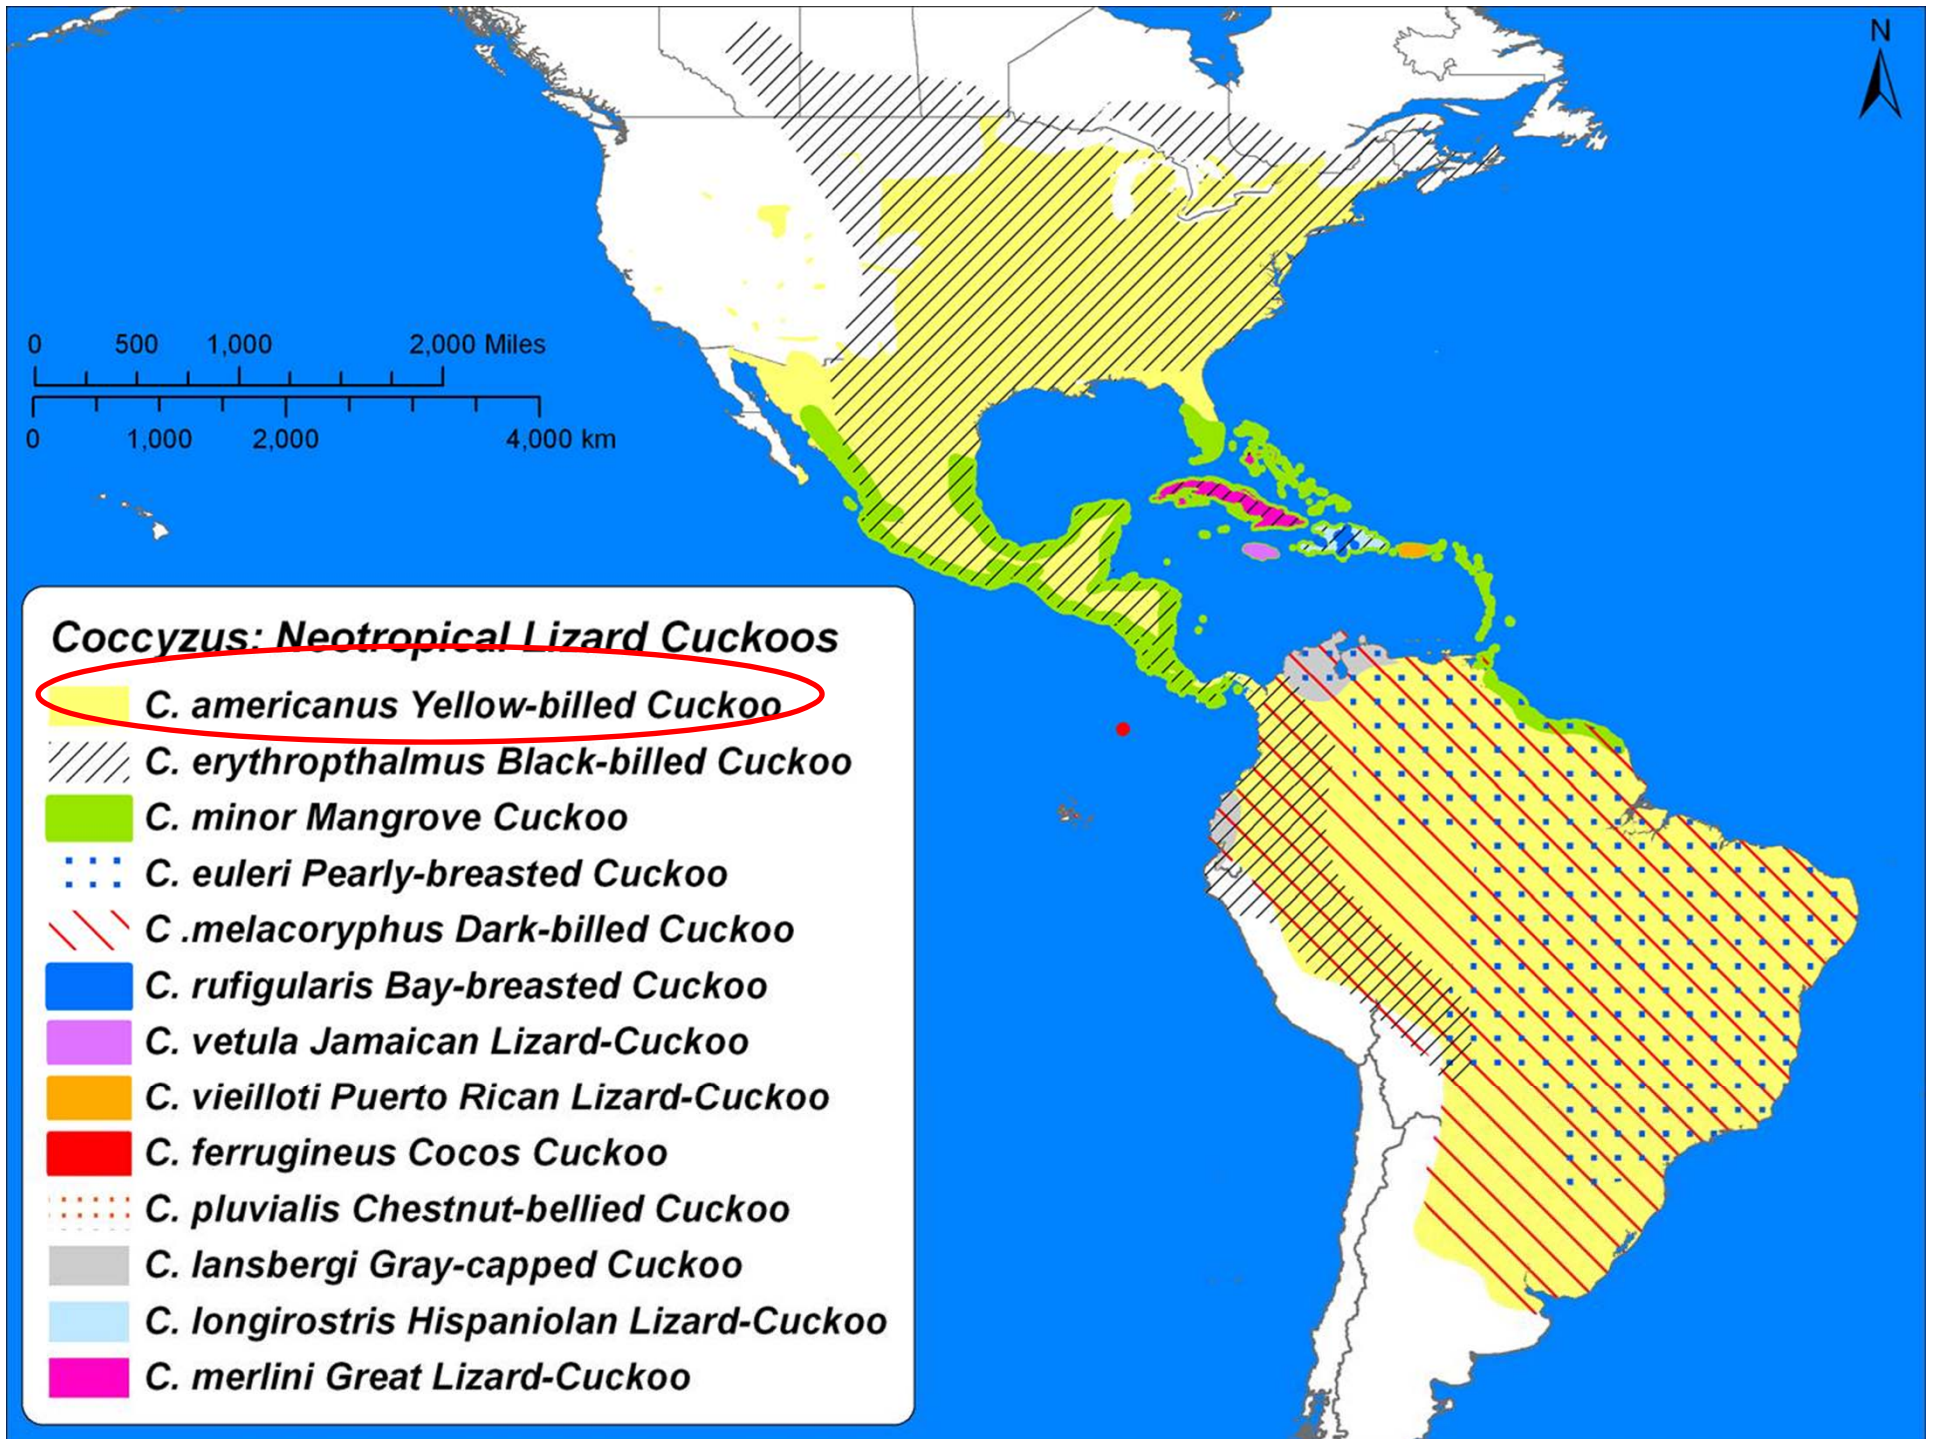 N
0 500 1,000 2,000 Miles
0 1,000 2,000 4,000 km
Coccyzus: Neotropical Lizard Cuckoos
C. americanus Yellow-billed Cuckoo
C. erythropthalmus Black-billed Cuckoo
C. minor Mangrove Cuckoo
C. euleri Pearly-breasted Cuckoo
C .melacoryphus Dark-billed Cuckoo
C. rufigularis Bay-breasted Cuckoo
C. vetula Jamaican Lizard-Cuckoo
C. vieilloti Puerto Rican Lizard-Cuckoo
C. ferrugineus Cocos Cuckoo
C. pluvialis Chestnut-bellied Cuckoo
C. lansbergi Gray-capped Cuckoo
C. longirostris Hispaniolan Lizard-Cuckoo
C. merlini Great Lizard-Cuckoo